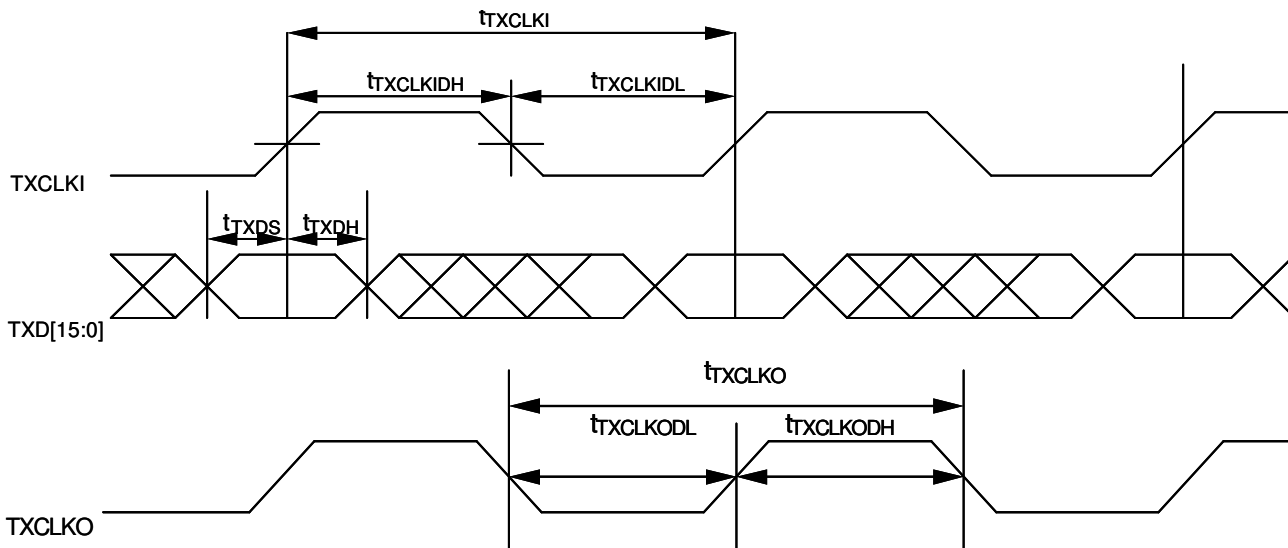 tTXCLKI
tTXCLKIDH
tTXCLKIDL
TXCLKI
tTXDS
tTXDH
TXD[15:0]
tTXCLKO
tTXCLKODL
tTXCLKODH
TXCLKO